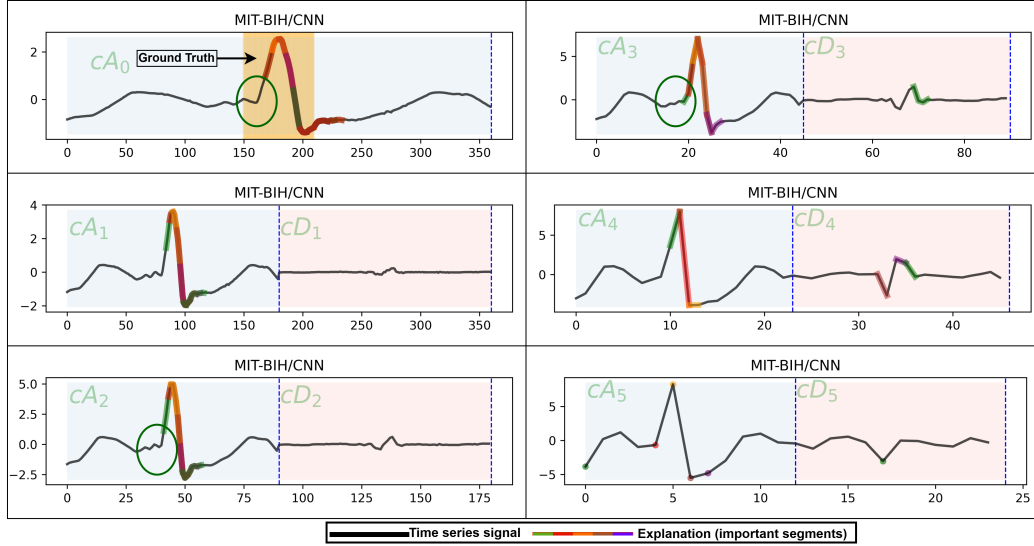 MIT-BIH/CNN
cA0
Ground Truth
2
0
0 50 100 150 200 250 300 350
MIT-BIH/CNN
cA3
cD3
5
0
0 20 40 60 80
MIT-BIH/CNN
cA1
cD1
4
2
0
−2
0 50 100 150 200 250 300 350
MIT-BIH/CNN
cA4
cD4
5
0
0 10 20 30 40
MIT-BIH/CNN
cA2
cD2
5.0
2.5
0.0
−2.5
0 25 50 75 100 125 150 175
MIT-BIH/CNN
cA5
cD5
5
0
−5
0 5 10 15 20 25
Time series signal
Explanation (important segments)